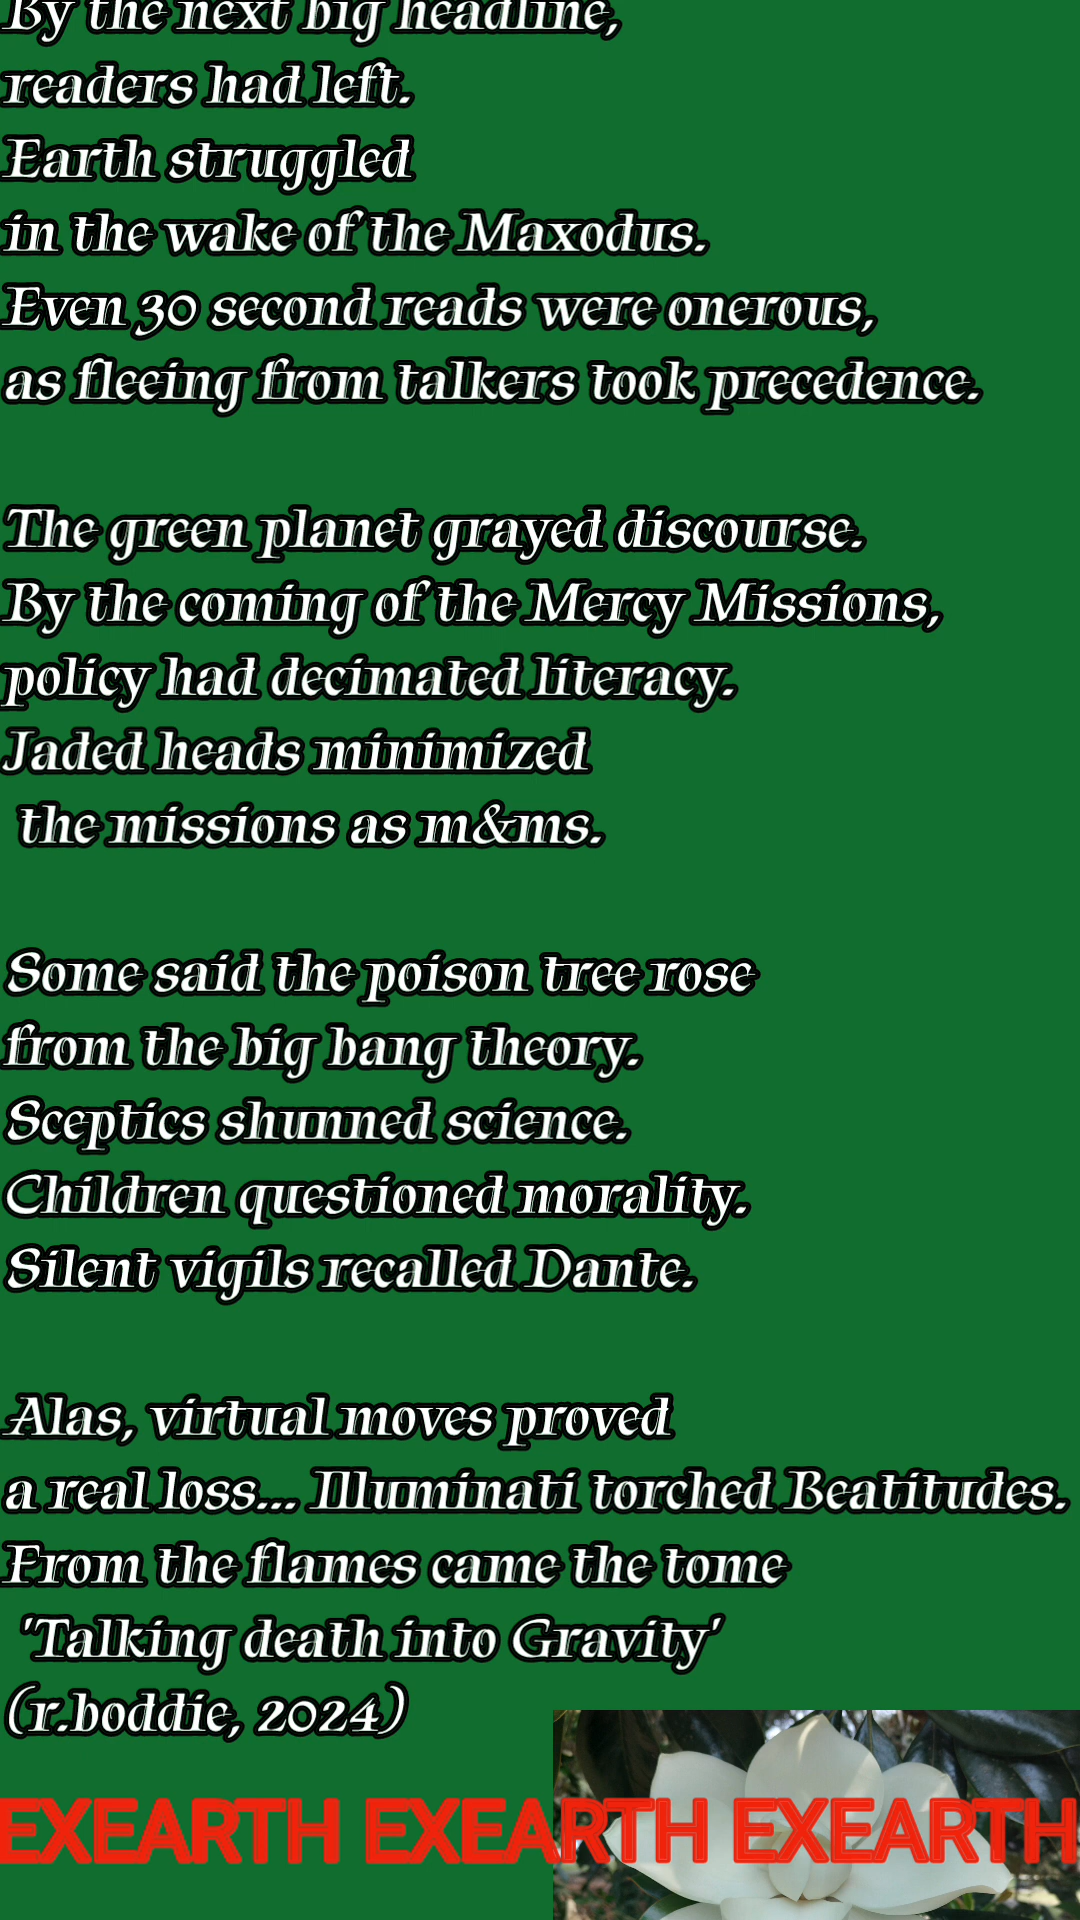 By the next big headline,
readers had left.
Earth struggled
in the wake of the Maxodus.
Even 30 second reads were onerous,
as fleeing from talkers took precedence.
The green planet grayed discourse.
By the coming of the Mercy Missions,
policy had decimated literacy.
Jaded heads minimized
the missions as m&ms.
Some said the poison tree rose
from the big bang theory.
Sceptics shunned science.
Children questioned morality.
Silent vigils recalled Dante.
Alas, virtual moves proved
a real loss... Illuminati torched Beatitudes.
From the flames came the tome
'Talking death into Gravity'
(r.boddie, 2024)
EXEARTH EXEARTH EXEARTH